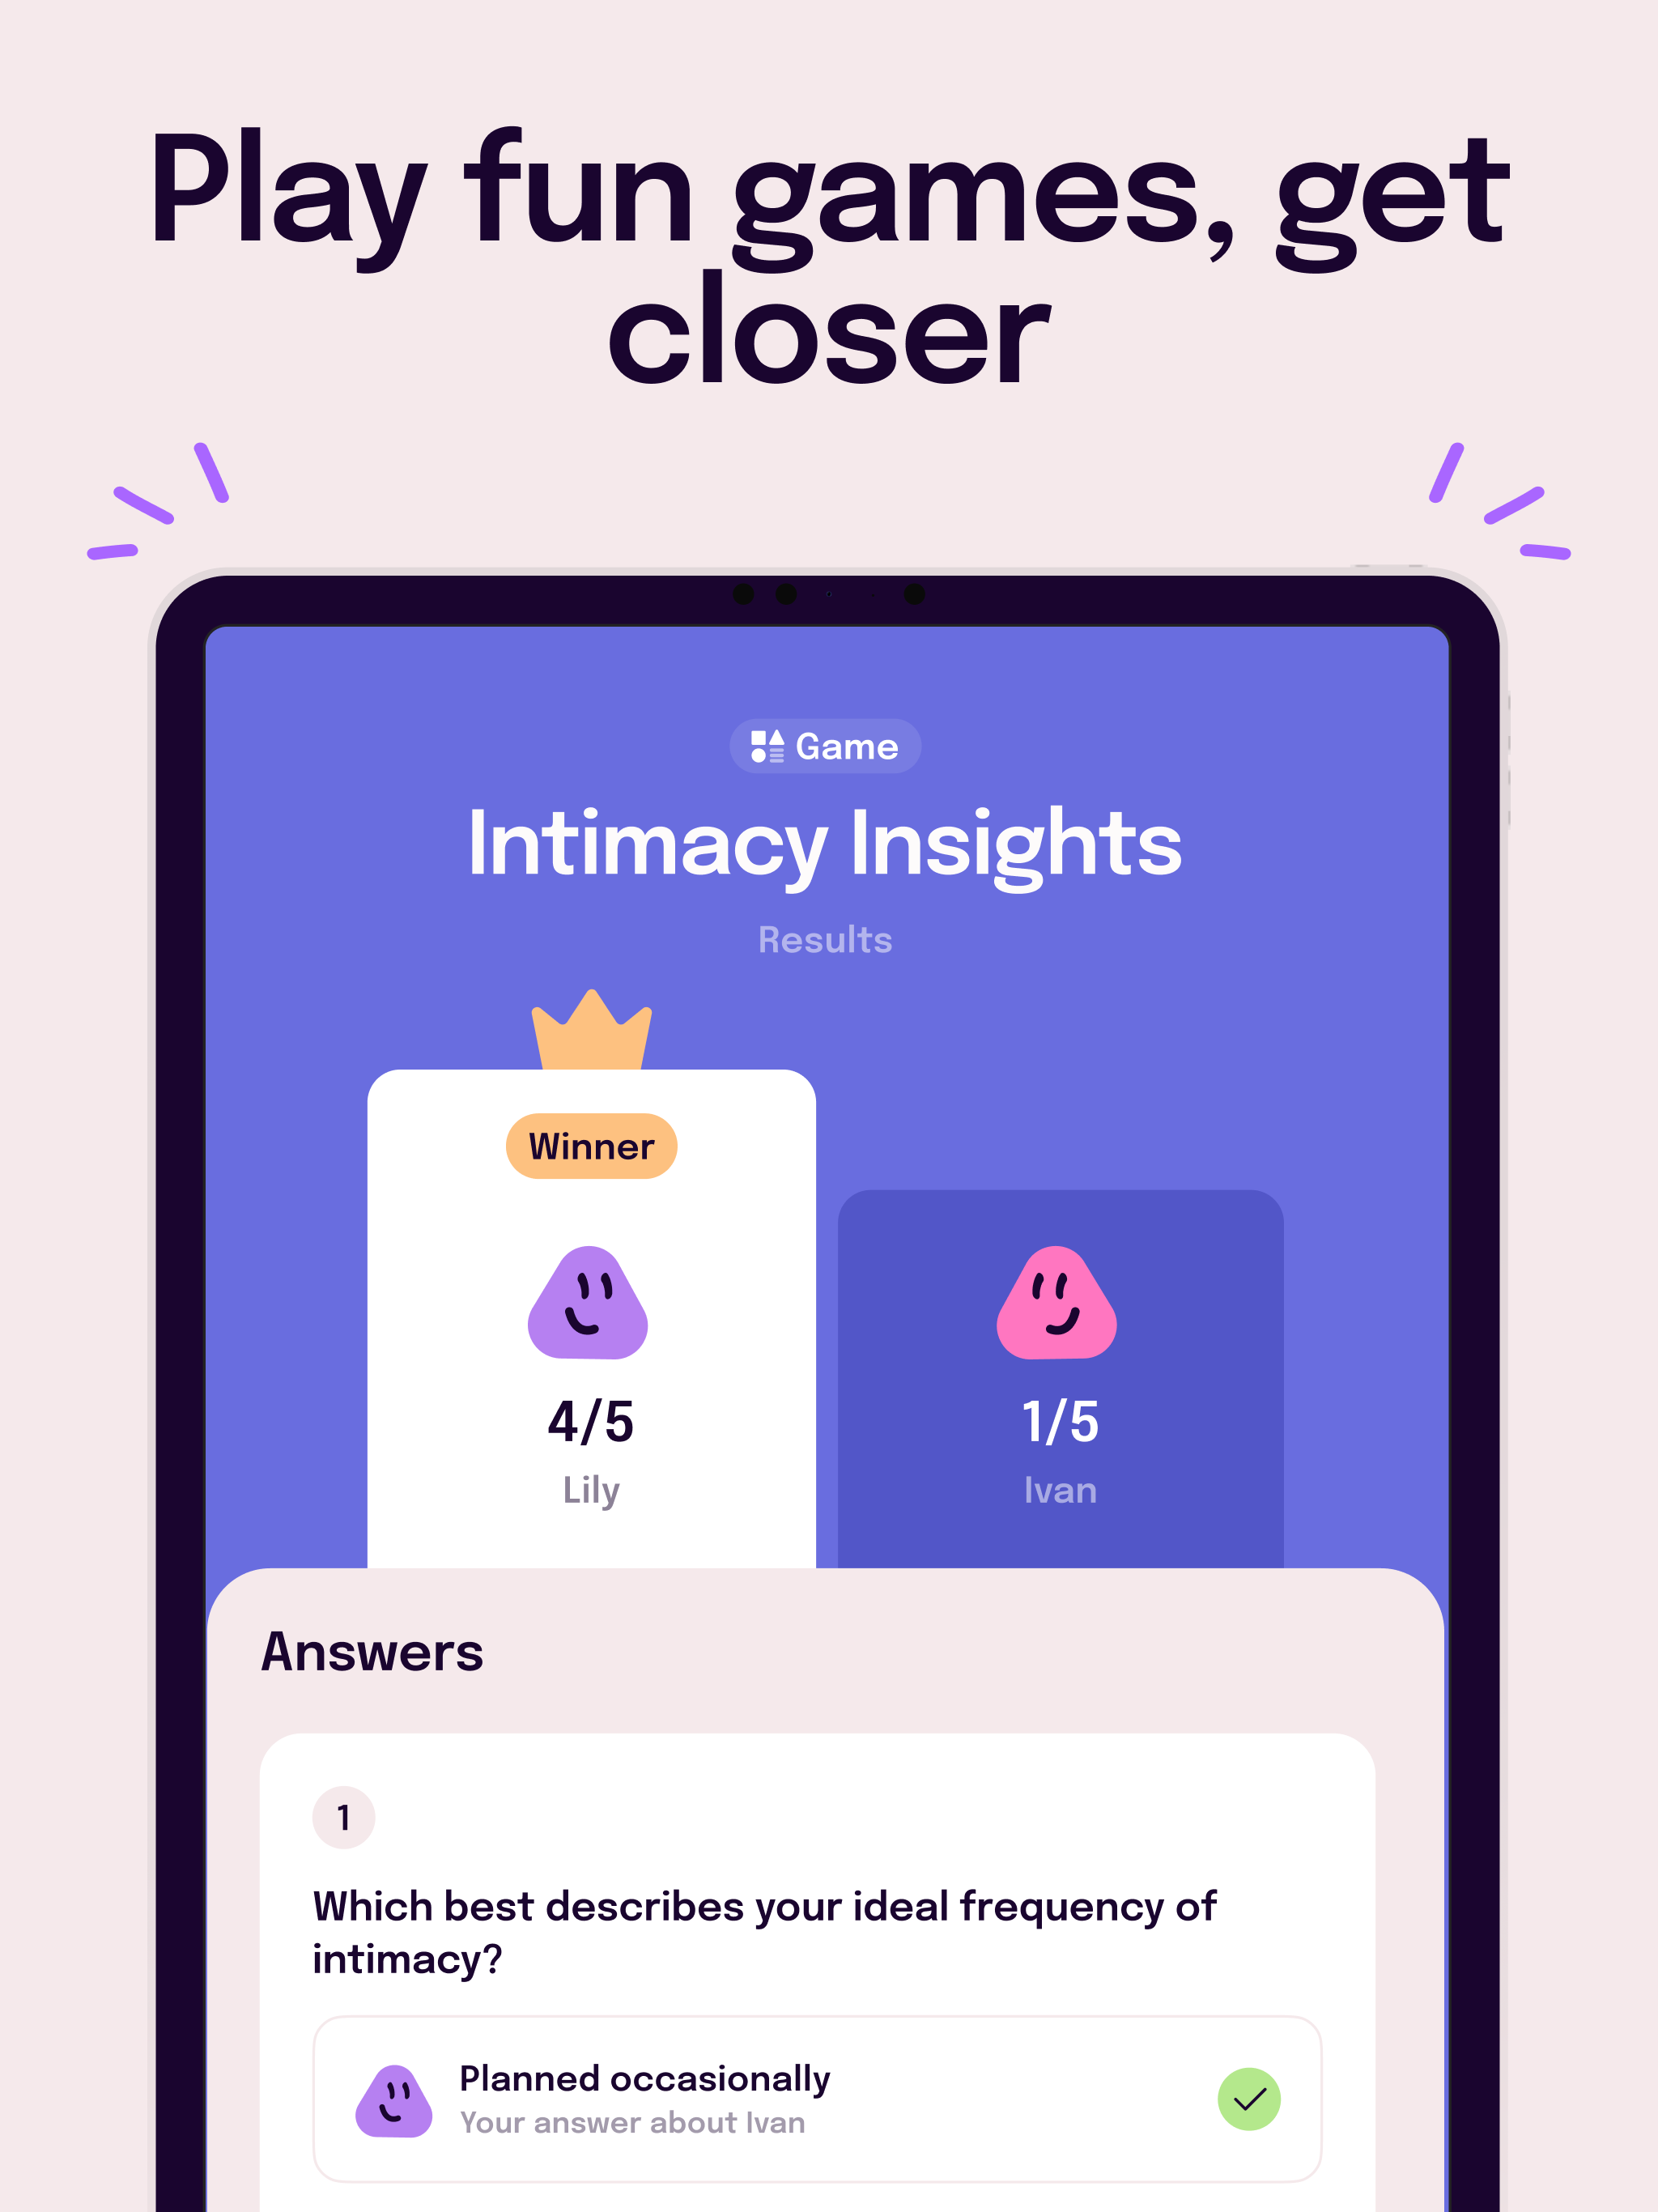 Play fun games, get
closer
Game
Intimacy Insights
Results
Winner
4/5
Lily
1/5
Ivan
Answers
1
Which best describes your ideal frequency of
intimacy?
Planned occasionally
Your answer about Ivan